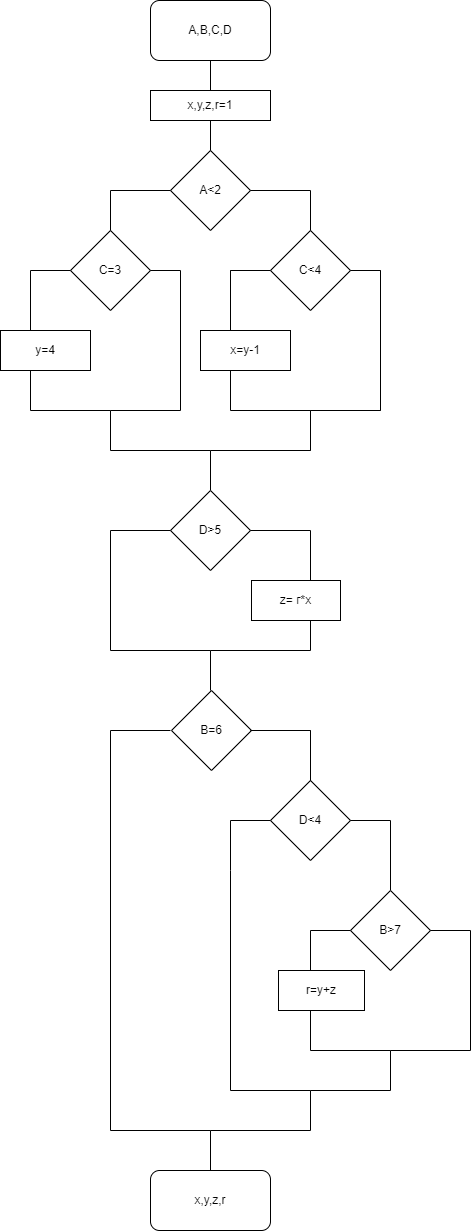 A,B,C,D
x,y,z,r=1
A<2
C=3
C<4
y=4
x=y-1
D>5
z= r*x
B=6
D<4
B>7
r=y+z
x,y,z,r